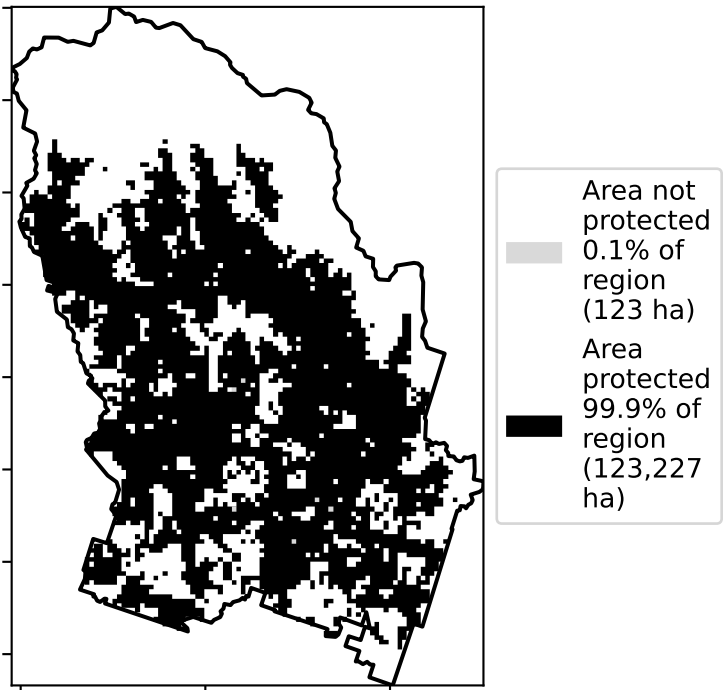 Area not
protected
0.1% of
region
(123 ha)
Area
protected
99.9% of
region
(123,227
ha)